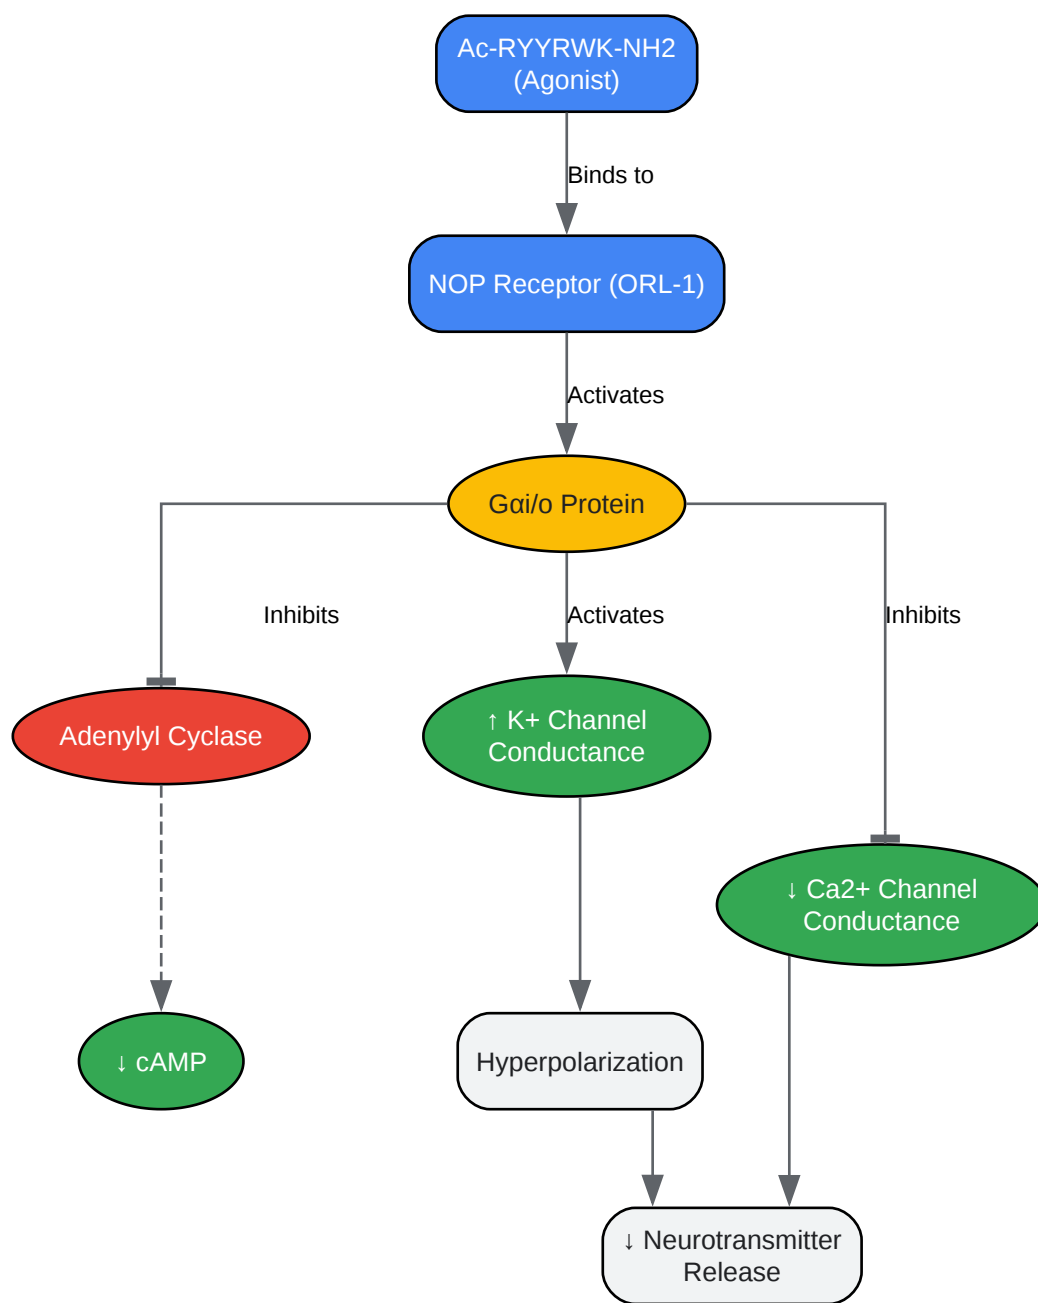 Ac-RYYRWK-NH2
(Agonist)
Binds to
NOP Receptor (ORL-1)
Activates
Gαi/o Protein
Inhibits
Activates
Inhibits
Adenylyl Cyclase
↑ K+ Channel
Conductance
↓ Ca2+ Channel
Conductance
↓ cAMP
Hyperpolarization
↓ Neurotransmitter
Release